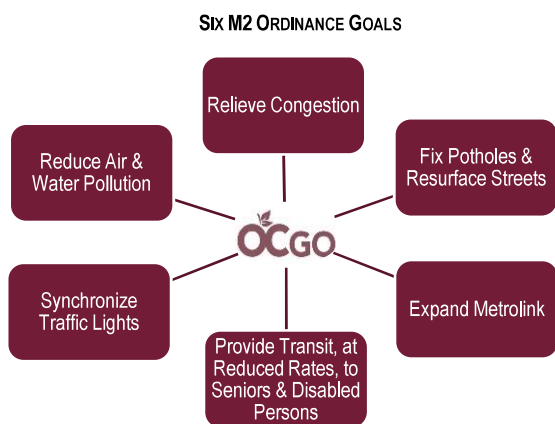 SIX M2 ORDINANCE GOALS
Relieve Congestion
Fix Potholes &
Resurface Streets
Expand Metrolink
Provide Transit, at
Reduced Rates, to
Seniors & Disabled
Persons
Synchronize
Traffic Lights
Reduce Air &
Water Pollution
OCGO